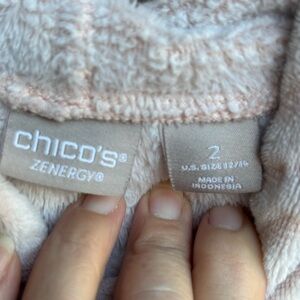 chico's®
ZENERGY®
2
U.S. SIZE 12/14
MADE IN
INDONESIA